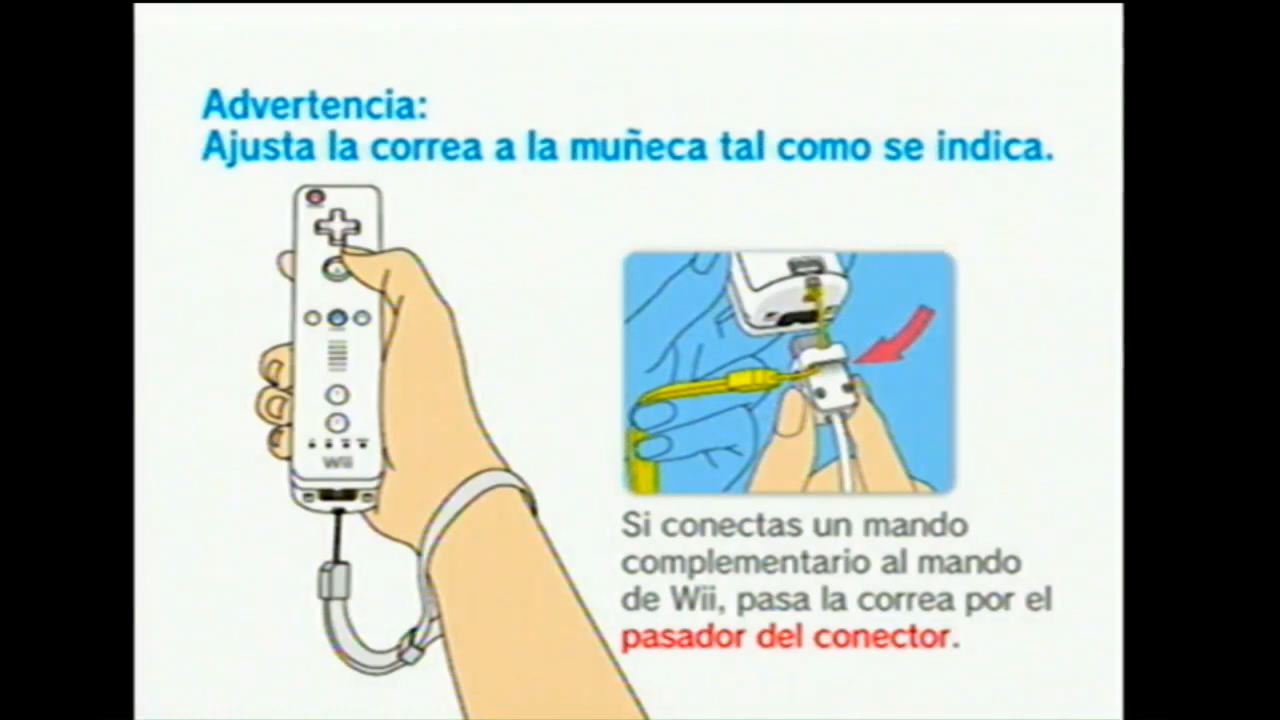 Advertencia:
Ajusta la correa a la muñeca tal como se indica.
Wii
Si conectas un mando
complementario al mando
de Wii, pasa la correa por el
pasador del conector.